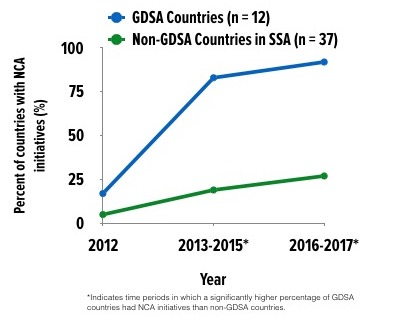 GDSA Countries (n = 12)
Non-GDSA Countries in SSA (n = 37)
Percent of countries with NCA
initiatives (%)
100
75
50
25
0
2012
2013-2015*
2016-2017*
Year
*Indicates time periods in which a significantly higher percentage of GDSA
countries had NCA initiatives than non-GDSA countries.